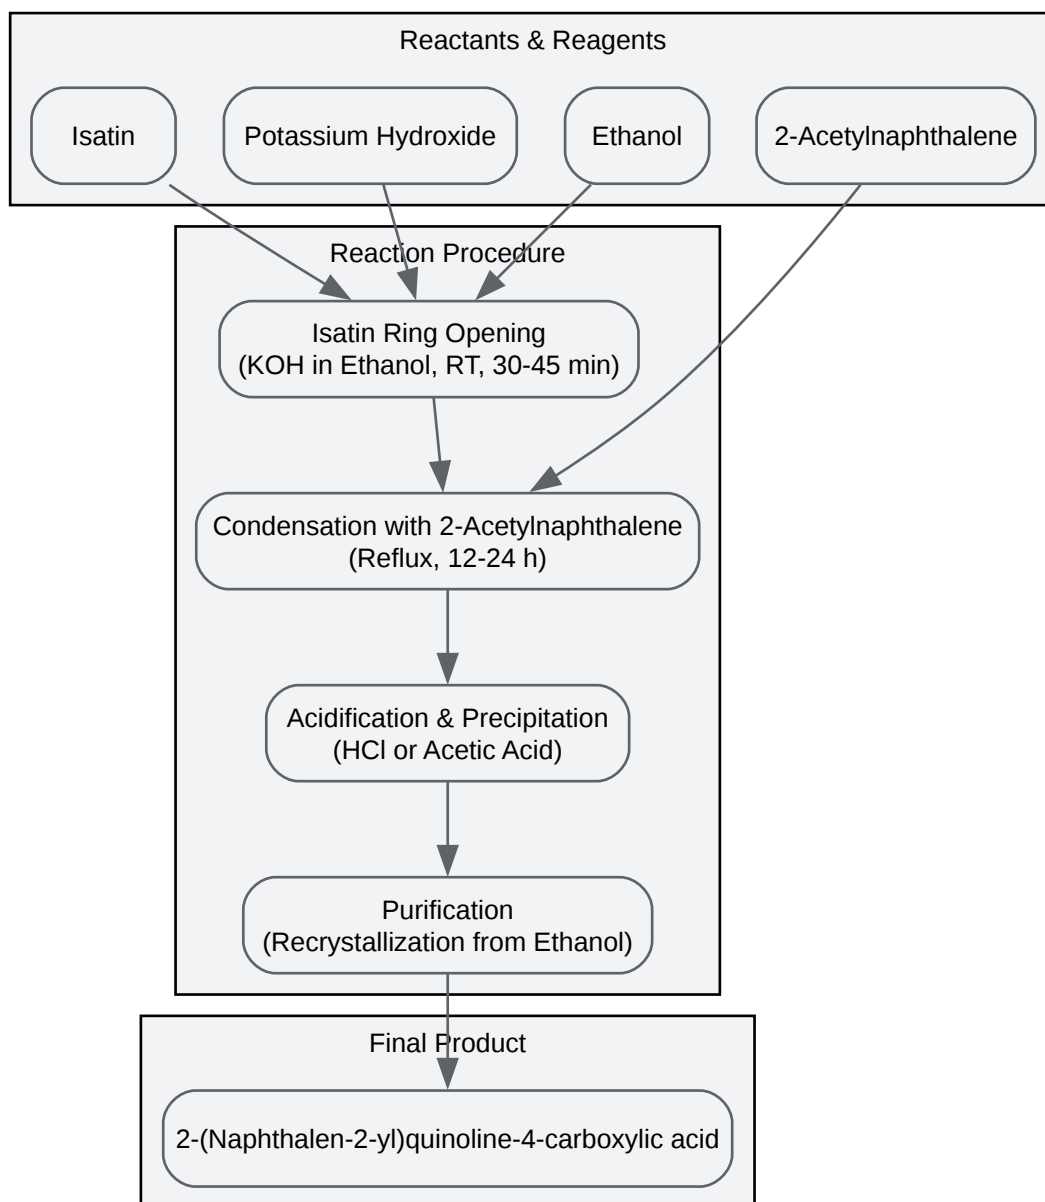 Reactants & Reagents
Isatin
Potassium Hydroxide
Ethanol
2-Acetylnaphthalene
Reaction Procedure
Isatin Ring Opening
(KOH in Ethanol, RT, 30-45 min)
Condensation with 2-Acetylnaphthalene
(Reflux, 12-24 h)
Acidification & Precipitation
(HCl or Acetic Acid)
Purification
(Recrystallization from Ethanol)
Final Product
2-(Naphthalen-2-yl)quinoline-4-carboxylic acid